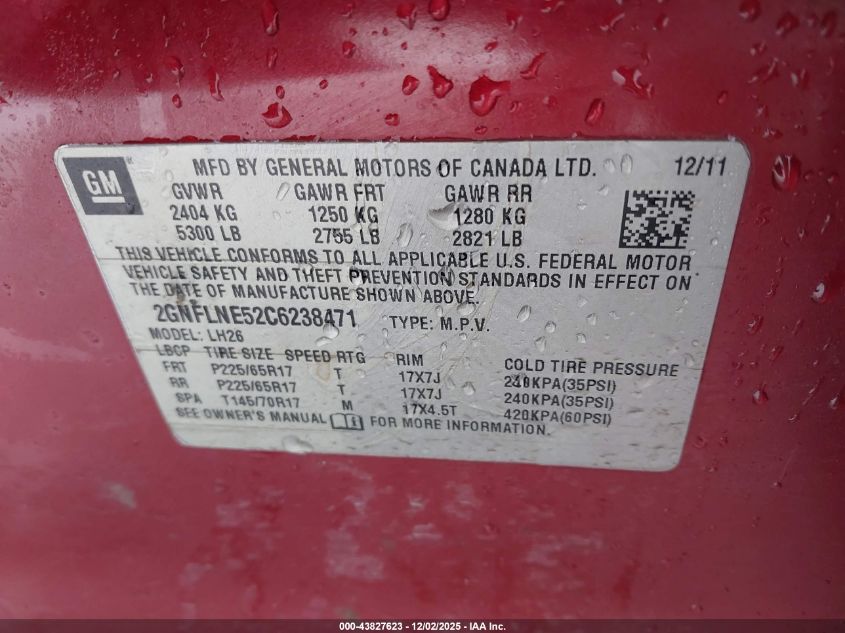 GM MFD BY GENERAL MOTORS OF CANADA LTD. 12/11
GVWR GAWR FRT GAWR RR
2404 KG 1250 KG 1280 KG
5300 LB 2755 LB 2821 LB
THIS VEHICLE CONFORMS TO ALL APPLICABLE U.S. FEDERAL MOTOR
VEHICLE SAFETY AND THEFT PREVENTION STANDARDS IN EFFECT ON
THE DATE OF MANUFACTURE SHOWN ABOVE.
2GNFLNE52C6238471 TYPE: M.P.V.
MODEL: LH26
LBCP TIRE SIZE SPEED RTG RIM COLD TIRE PRESSURE
FRT P225/65R17 T 17X7J 240KPA(35PSI)
RR P225/65R17 T 17X7J 240KPA(35PSI)
SPA T145/70R17 M 17X4.5T 420KPA(60PSI)
SEE OWNER'S MANUAL FOR MORE INFORMATION.
000-43827623 - 12/02/2025 - IAA Inc.